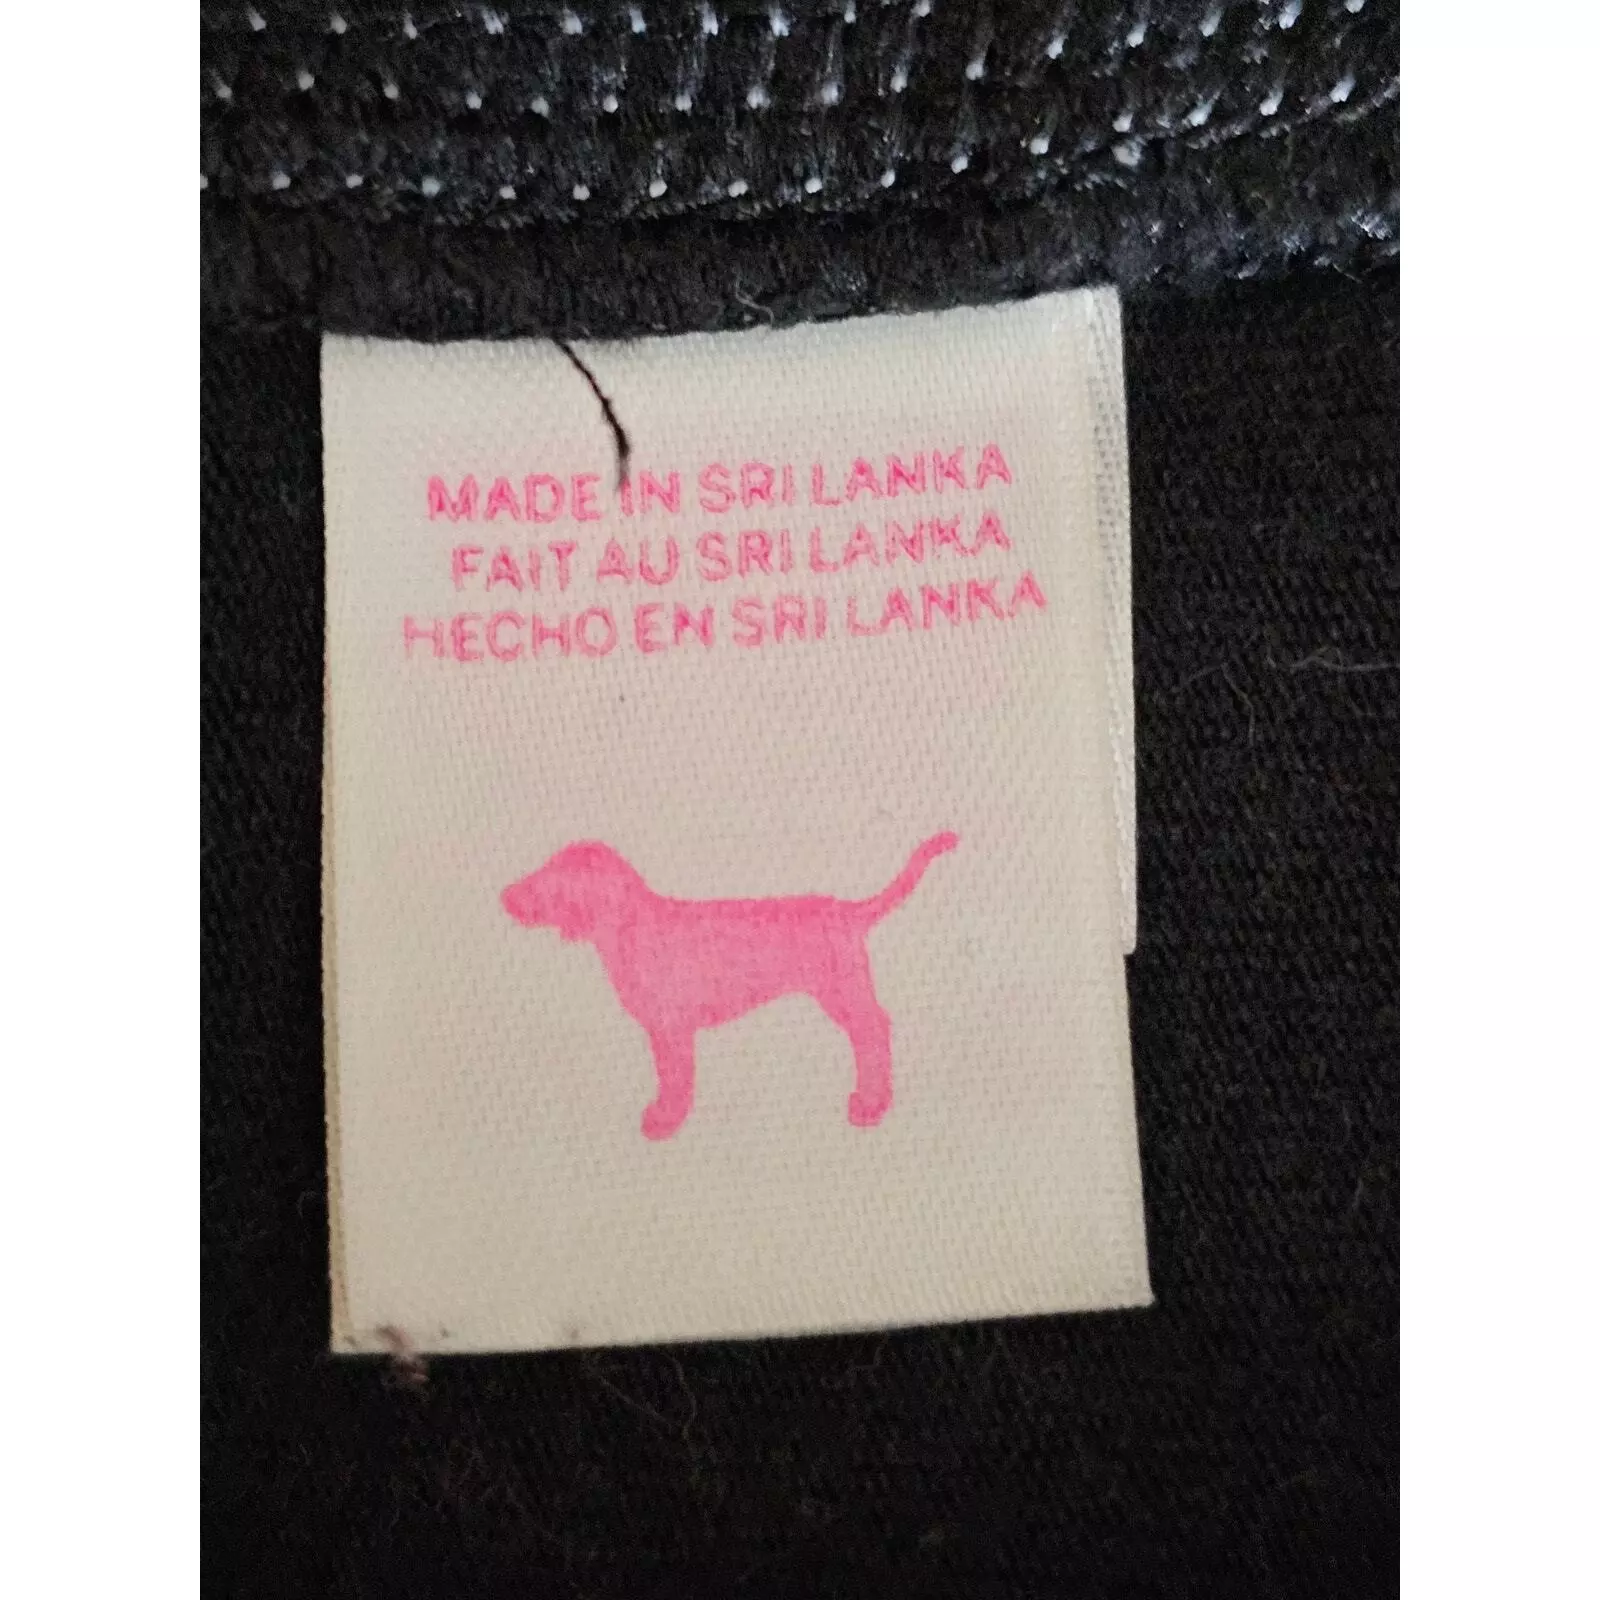 MADE IN SRI LANKA
FAIT AU SRI LANKA
HECHO EN SRI LANKA